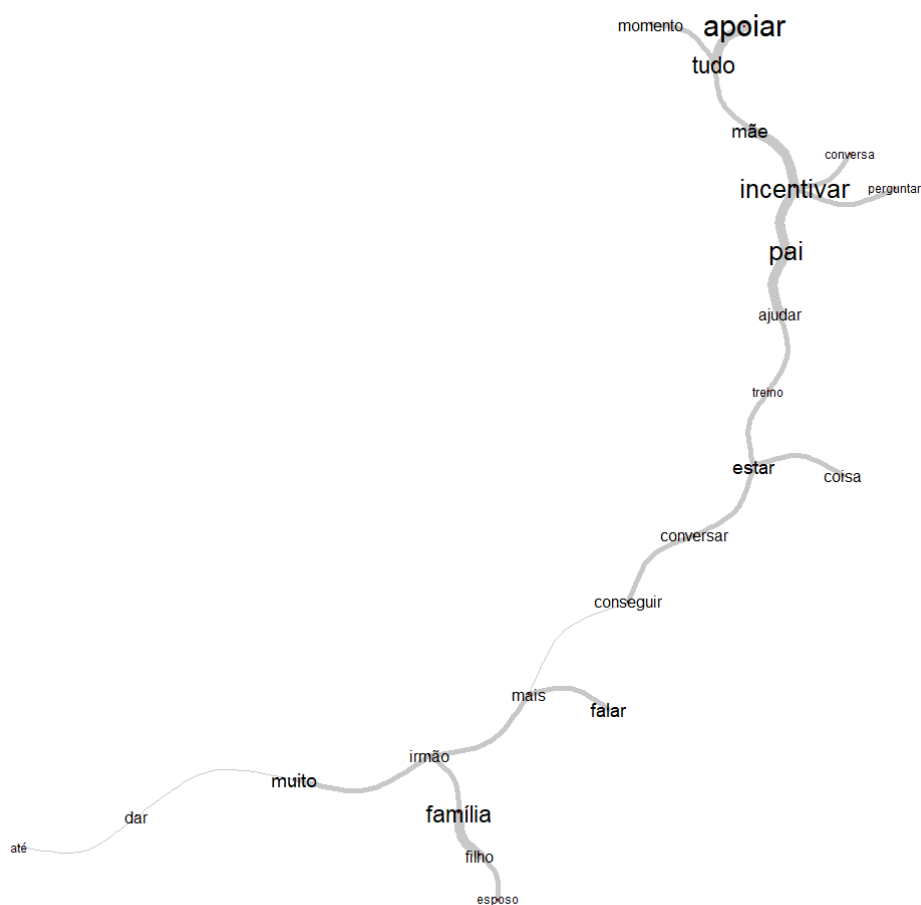 momento
apoiar
tudo
mãe
conversa
incentivar
perguntar
pai
ajudar
treino
estar
coisa
conversar
conseguir
mais
falar
irmão
muito
família
dar
até
filho
esposo